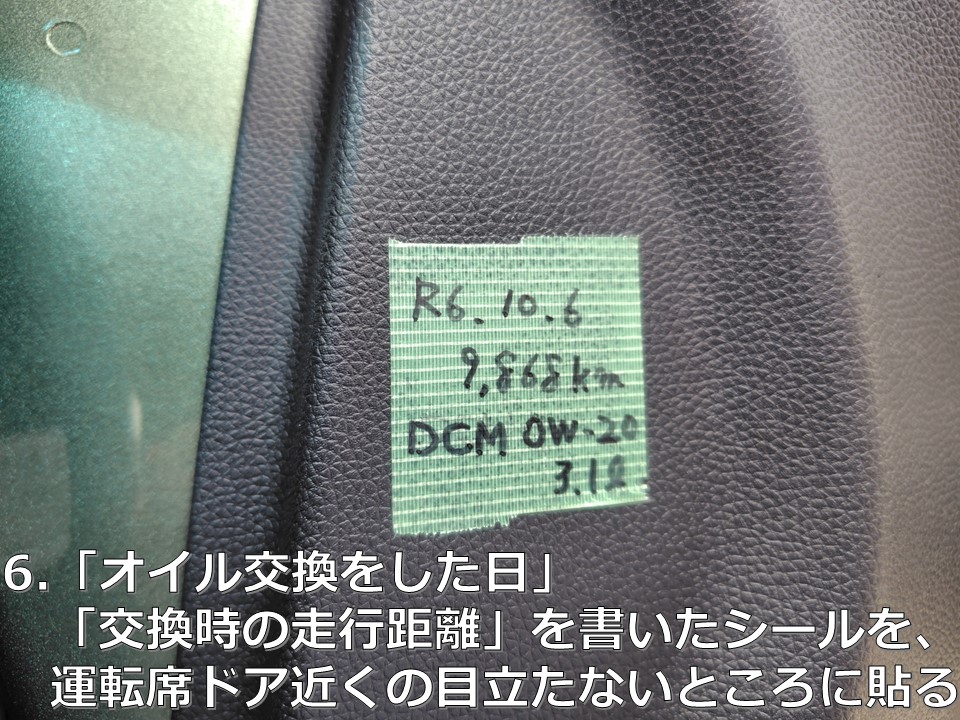 R6.10.6
9,868km
DCM 0W-20
3.1ℓ
6.「オイル交換をした日」
「交換時の走行距離」を書いたシールを、
運転席ドア近くの目立たないところに貼る